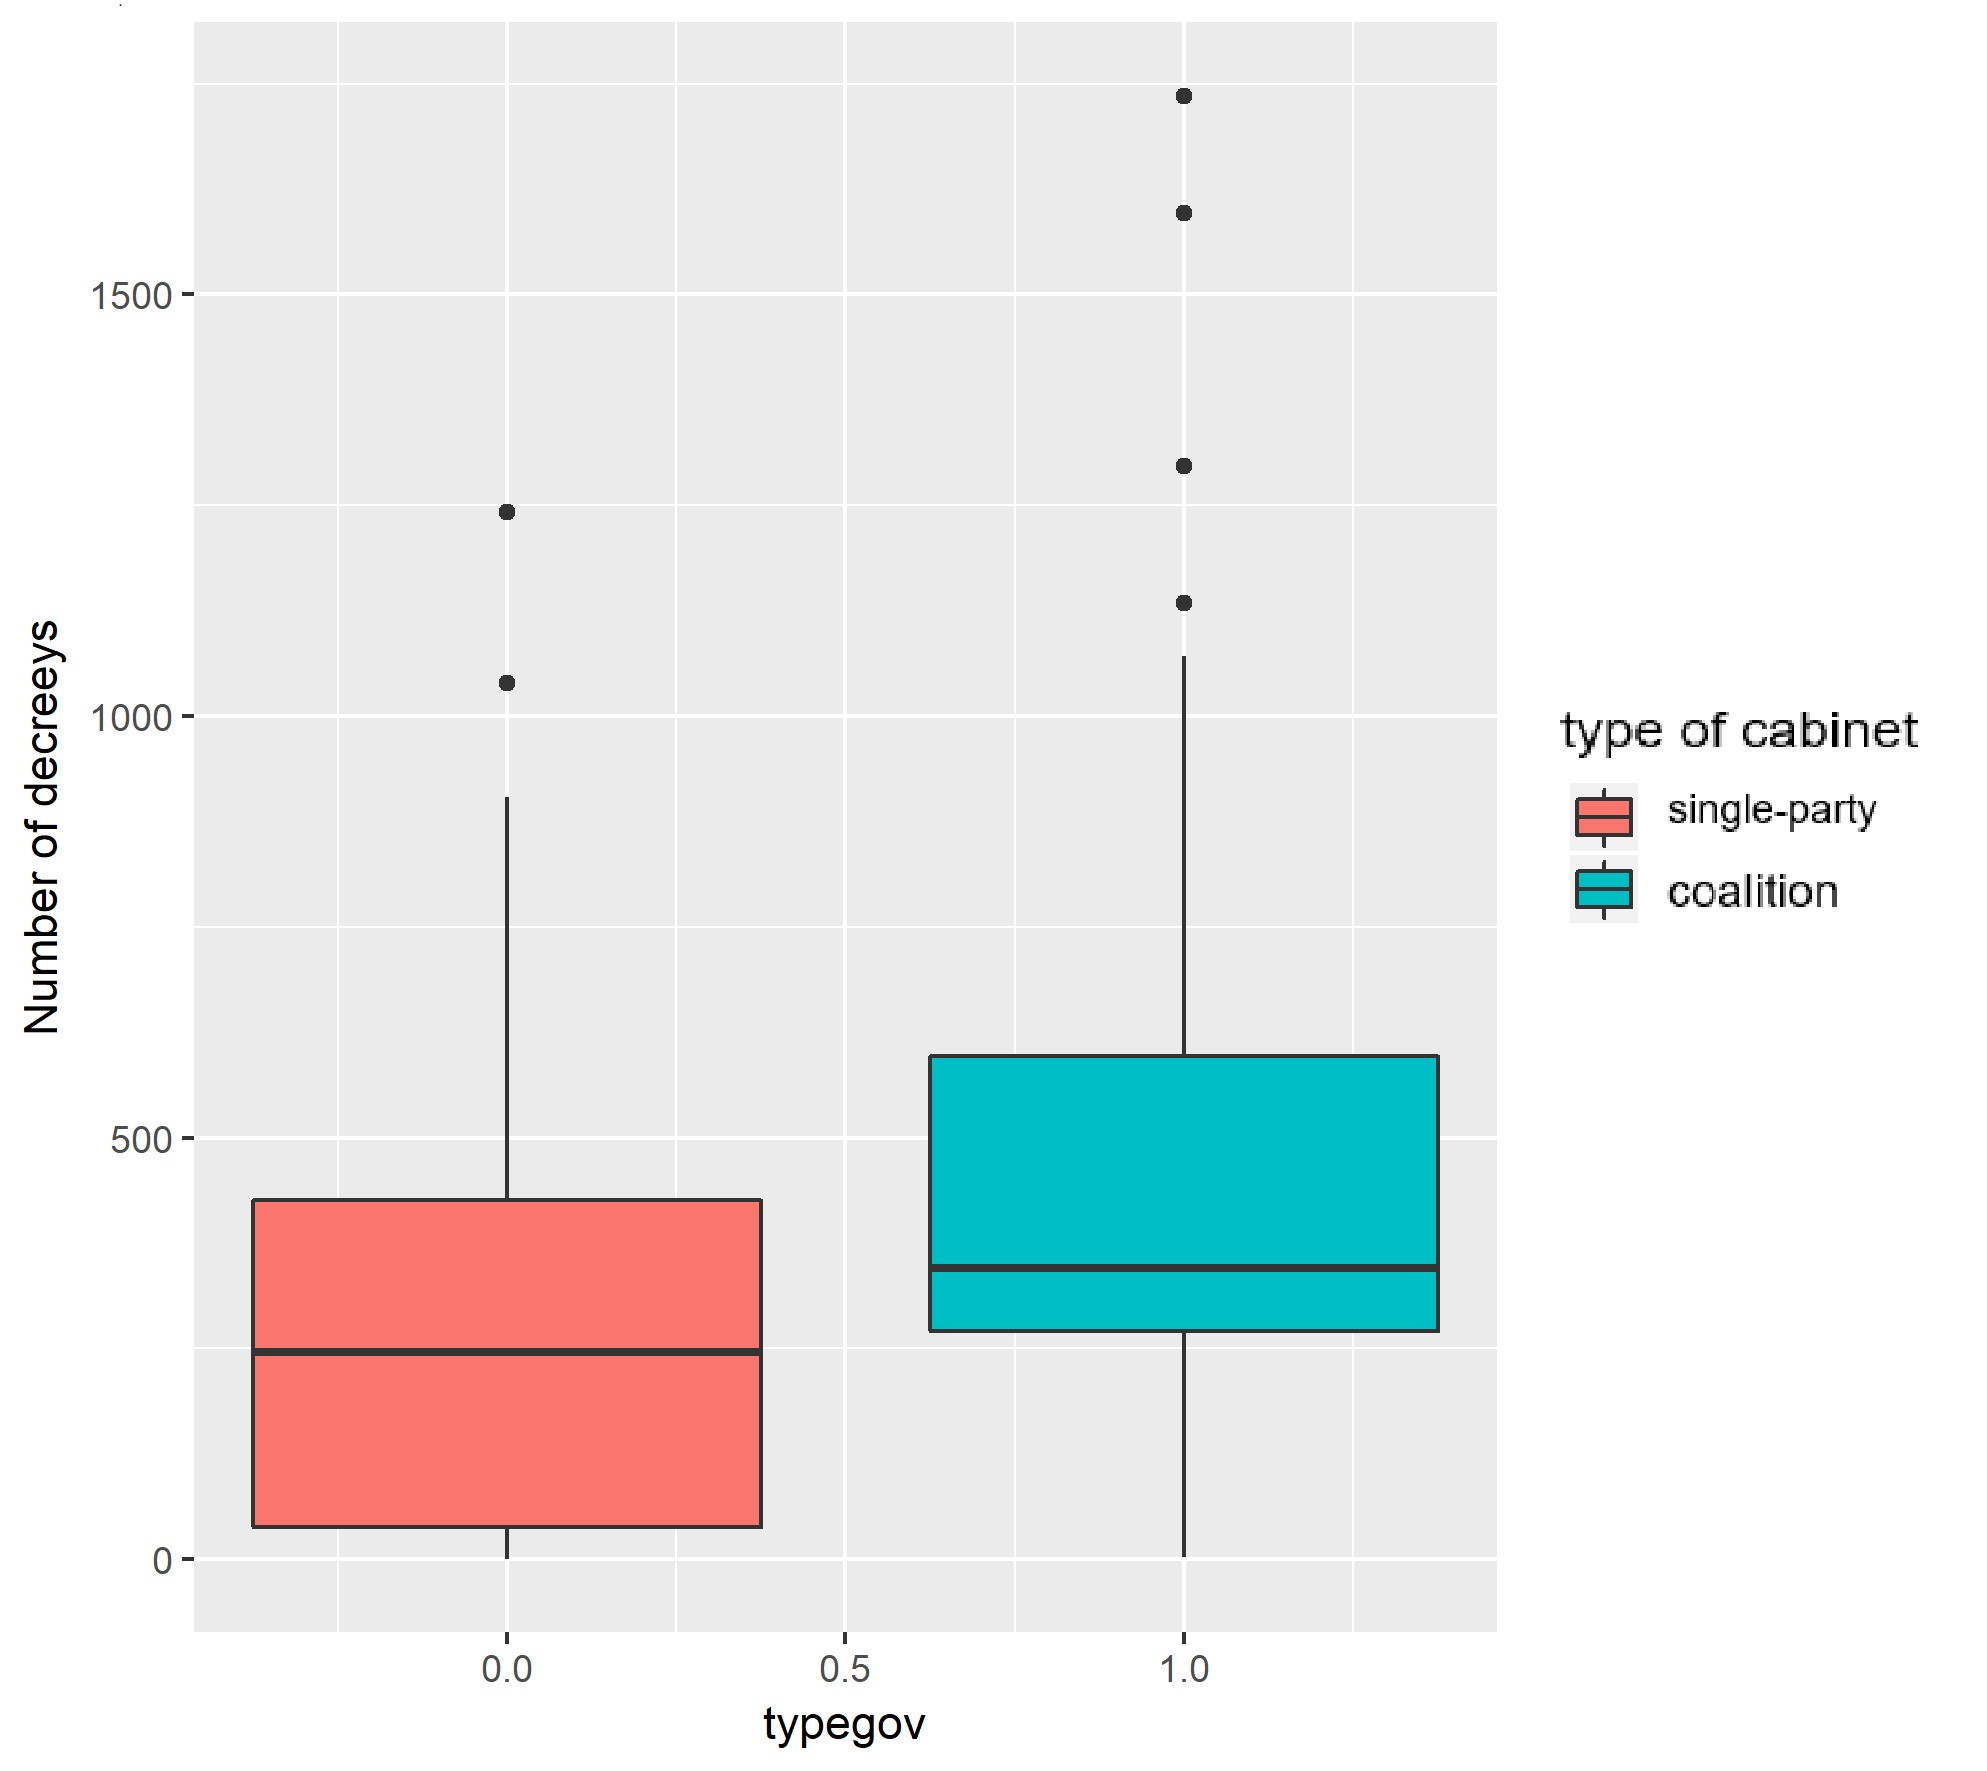 Number of decreeys
1500
1000
500
0
0.0 0.5 1.0
typegov
type of cabinet
single-party
coalition